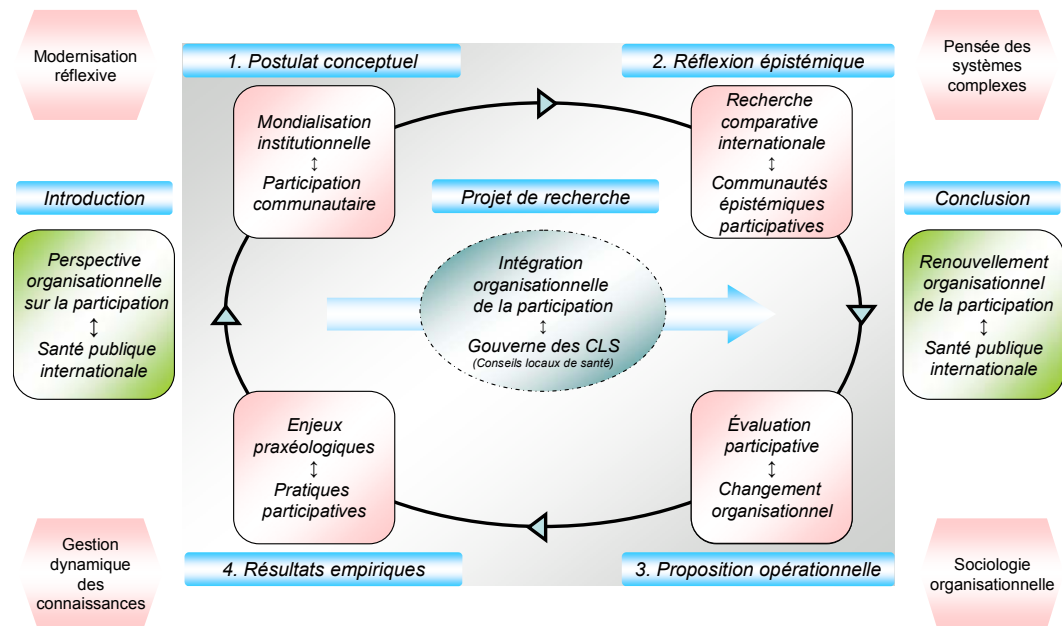 Modernisation
réflexive
1. Postulat conceptuel
2. Réflexion épistémique
Pensée des
systèmes
complexes
Mondialisation
institutionnelle
↕
Participation
communautaire
Recherche
comparative
internationale
↕
Communautés
épistémiques
participatives
Introduction
Projet de recherche
Conclusion
Perspective
organisationnelle
sur la participation
↕
Santé publique
internationale
Intégration
organisationnelle
de la participation
↕
Gouverne des CLS
(Conseils locaux de santé)
Renouvellement
organisationnel
de la participation
↕
Santé publique
internationale
Enjeux
praxéologiques
↕
Pratiques
participatives
Évaluation
participative
↕
Changement
organisationnel
Gestion
dynamique
des
connaissances
4. Résultats empiriques
3. Proposition opérationnelle
Sociologie
organisationnelle